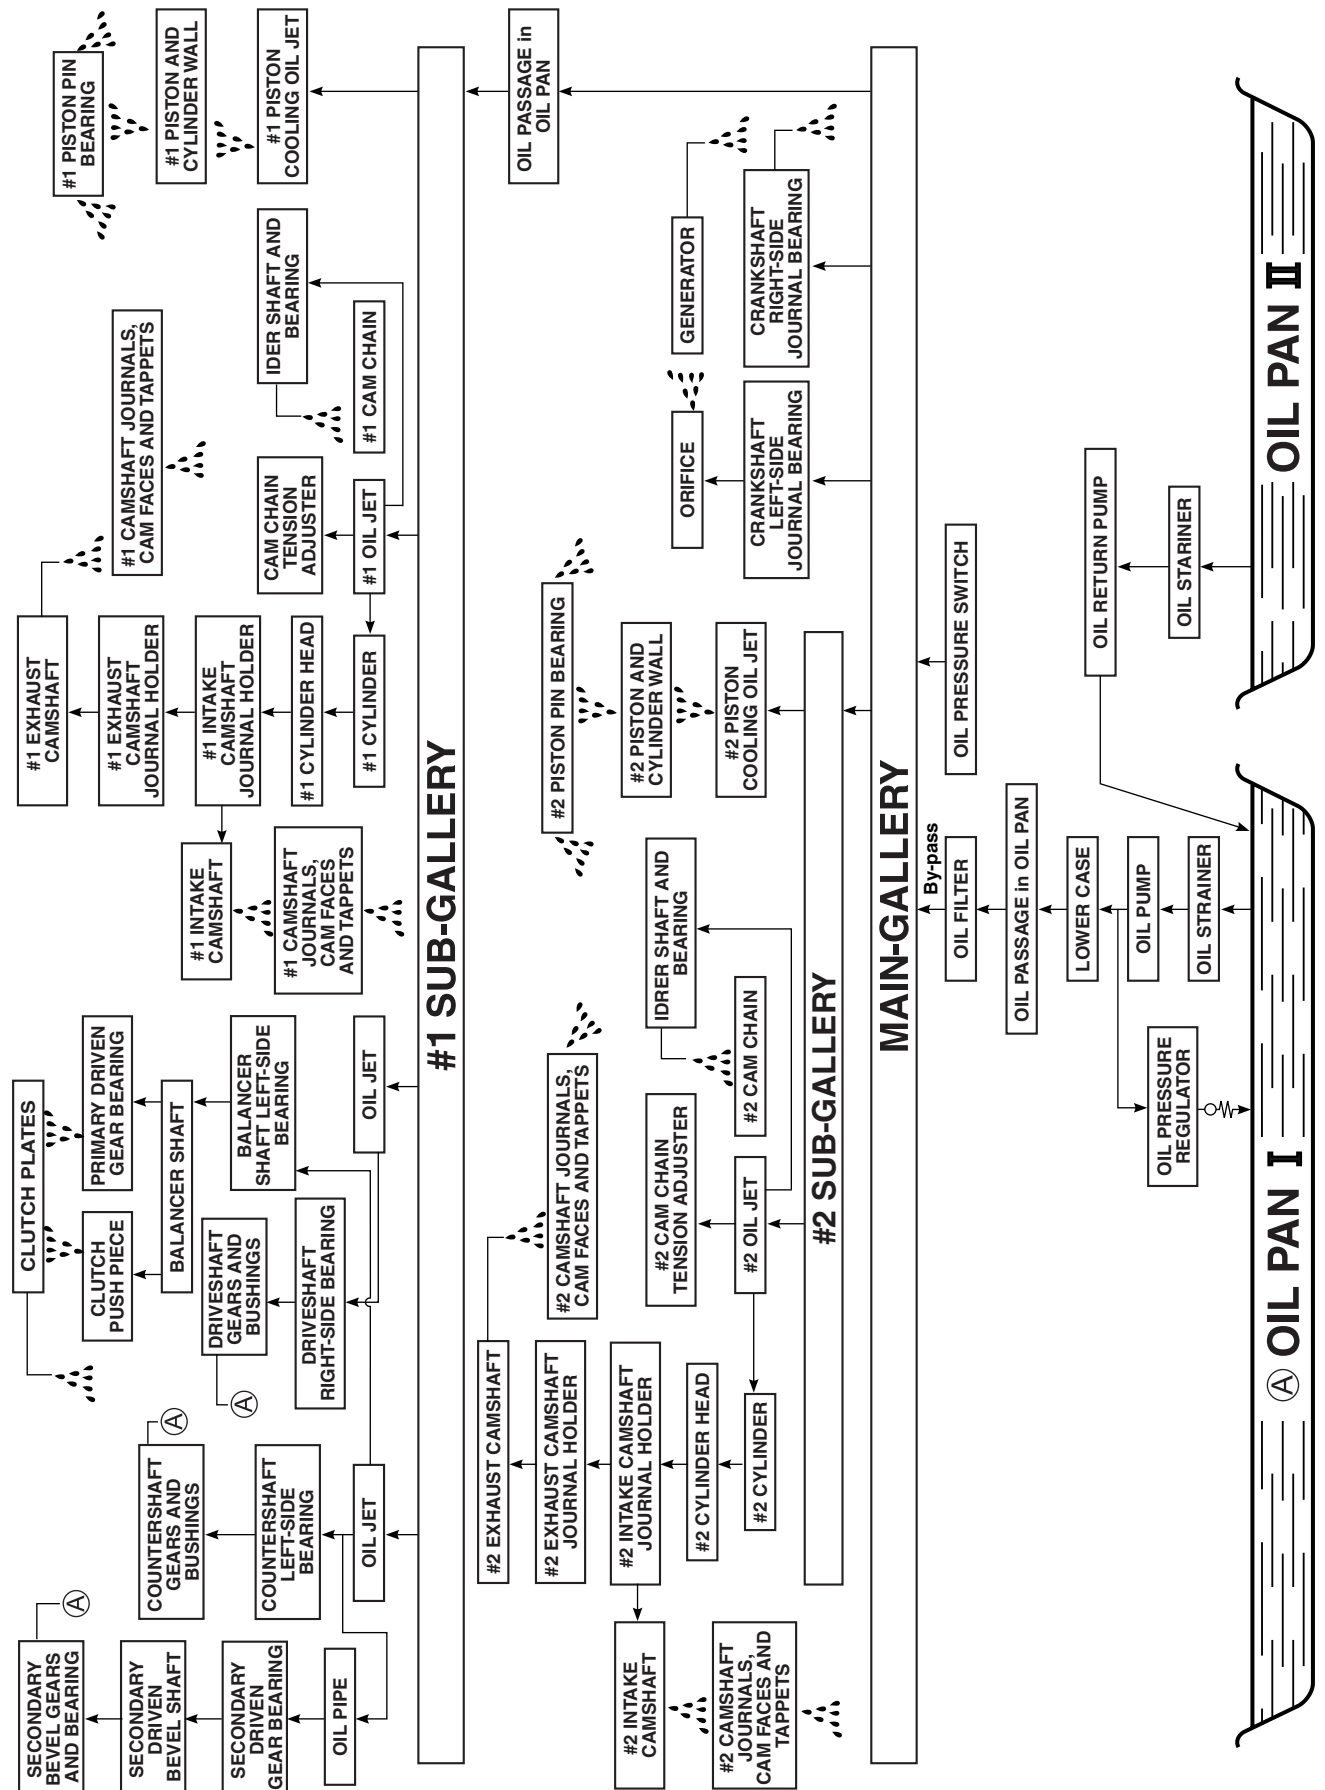 SECONDARY
BEVEL GEARS
AND BEARING
SECONDARY
DRIVEN
BEVEL SHAFT
SECONDARY
DRIVEN
GEAR BEARING
OIL PIPE
A
COUNTERSHAFT
GEARS AND
BUSHINGS
A
COUNTERSHAFT
LEFT-SIDE
BEARING
OIL JET
CLUTCH PLATES
CLUTCH
PUSH PIECE
PRIMARY DRIVEN
GEAR BEARING
BALANCER SHAFT
BALANCER
SHAFT LEFT-SIDE
BEARING
DRIVESHAFT
GEARS AND
BUSHINGS
A
DRIVESHAFT
RIGHT-SIDE BEARING
OIL JET
#1 EXHAUST
CAMSHAFT
#1 EXHAUST
CAMSHAFT
JOURNAL HOLDER
#1 INTAKE
CAMSHAFT
JOURNAL HOLDER
#1 CYLINDER HEAD
#1 CYLINDER
#1 INTAKE
CAMSHAFT
#1 CAMSHAFT
JOURNALS,
CAM FACES
AND TAPPETS
#1 CAMSHAFT JOURNALS,
CAM FACES AND TAPPETS
CAM CHAIN
TENSION
ADJUSTER
#1 OIL JET
IDER SHAFT AND
BEARING
#1 CAM CHAIN
#1 PISTON PIN
BEARING
#1 PISTON AND
CYLINDER WALL
#1 PISTON
COOLING OIL JET
#1 SUB-GALLERY
OIL PASSAGE in
OIL PAN
#2 EXHAUST CAMSHAFT
#2 EXHAUST CAMSHAFT
JOURNAL HOLDER
#2 INTAKE CAMSHAFT
JOURNAL HOLDER
#2 CYLINDER HEAD
#2 CYLINDER
#2 INTAKE
CAMSHAFT
#2 CAMSHAFT
JOURNALS,
CAM FACES AND
TAPPETS
#2 CAMSHAFT JOURNALS,
CAM FACES AND TAPPETS
#2 CAM CHAIN
TENSION ADJUSTER
#2 OIL JET
IDRER SHAFT AND
BEARING
#2 CAM CHAIN
#2 PISTON PIN BEARING
#2 PISTON AND
CYLINDER WALL
#2 PISTON
COOLING OIL JET
#2 SUB-GALLERY
ORIFICE
GENERATOR
CRANKSHAFT
LEFT-SIDE
JOURNAL BEARING
CRANKSHAFT
RIGHT-SIDE
JOURNAL BEARING
MAIN-GALLERY
By-pass
OIL FILTER
OIL PRESSURE SWITCH
OIL PASSAGE in OIL PAN
LOWER CASE
OIL PUMP
OIL STRAINER
OIL PRESSURE
REGULATOR
OIL RETURN PUMP
OIL STARINER
A OIL PAN I
OIL PAN II